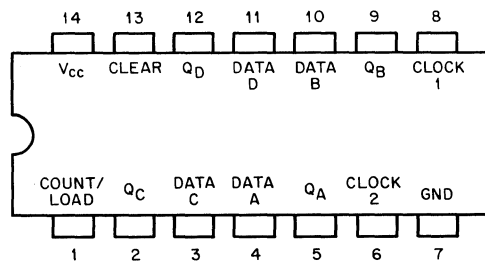 14 13 12 11 10 9 8
Vcc CLEAR QD DATA D DATA B QB CLOCK 1
COUNT/LOAD QC DATA C DATA A QA CLOCK 2 GND
1 2 3 4 5 6 7